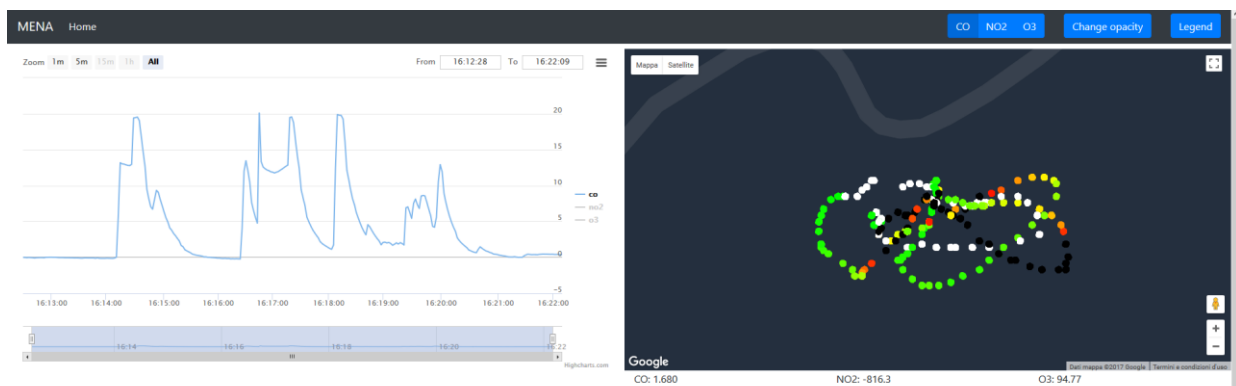 MENA Home CO NO2 O3 Change opacity Legend
Zoom 1m 5m 15m 1h All From 16:12:28 To 16:22:09
20
15
10
5
0
-5
co
no2
o3
16:13:00 16:14:00 16:15:00 16:16:00 16:17:00 16:18:00 16:19:00 16:20:00 16:21:00 16:22:00
16:14 16:16 16:18 16:20 16:22
Highcharts.com
Mappa Satellite
Google
Dati mappa ©2017 Google Termini e condizioni d'uso
CO: 1.680 NO2: -816.3 O3: 94.77